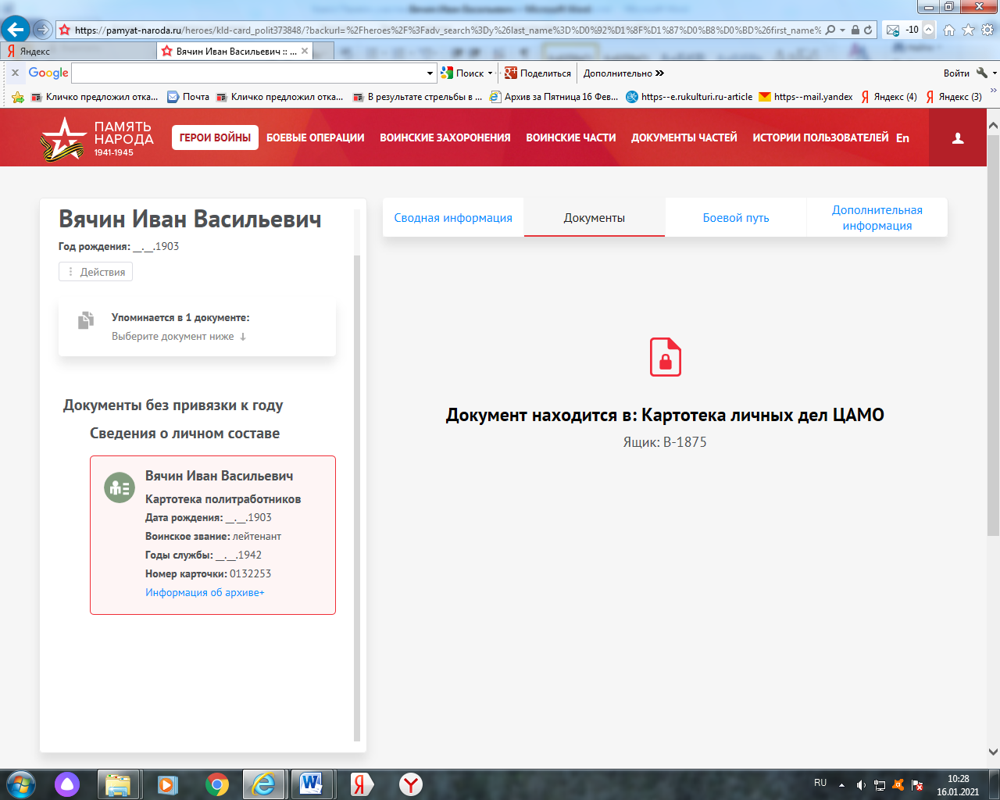 https://pamyat-naroda.ru/heroes/kld-card_polit373848/?backurl=%2Fheroes%2F%3Fadv_search%3Dy%26last_name%3D%D0%92%D1%8F%D1%87%D0%B8%D0%BD%26first_name%
-10
Яндекс
Вячин Иван Васильевич :: ...
Google
Поиск
Поделиться
Дополнительно
Войти
Кличко предложил отка...
Почта
Кличко предложил отка...
В результате стрельбы в ...
Архив за Пятница 16 Фев...
https--e.rukulturi.ru-article
https--mail.yandex
Яндекс (4)
Яндекс (3)
ПАМЯТЬ
НАРОДА
1941-1945
ГЕРОИ ВОЙНЫ
БОЕВЫЕ ОПЕРАЦИИ
ВОИНСКИЕ ЗАХОРОНЕНИЯ
ВОИНСКИЕ ЧАСТИ
ДОКУМЕНТЫ ЧАСТЕЙ
ИСТОРИИ ПОЛЬЗОВАТЕЛЕЙ
En
Вячин Иван Васильевич
Год рождения: __.__.1903
Действия
Упоминается в 1 документе:
Выберите документ ниже ↓
Документы без привязки к году
Сведения о личном составе
Вячин Иван Васильевич
Картотека политработников
Дата рождения: __.__.1903
Воинское звание: лейтенант
Годы службы: __.__.1942
Номер карточки: 0132253
Информация об архиве+
Сводная информация
Документы
Боевой путь
Дополнительная
информация
Документ находится в: Картотека личных дел ЦАМО
Ящик: В-1875
RU
10:28
16.01.2021